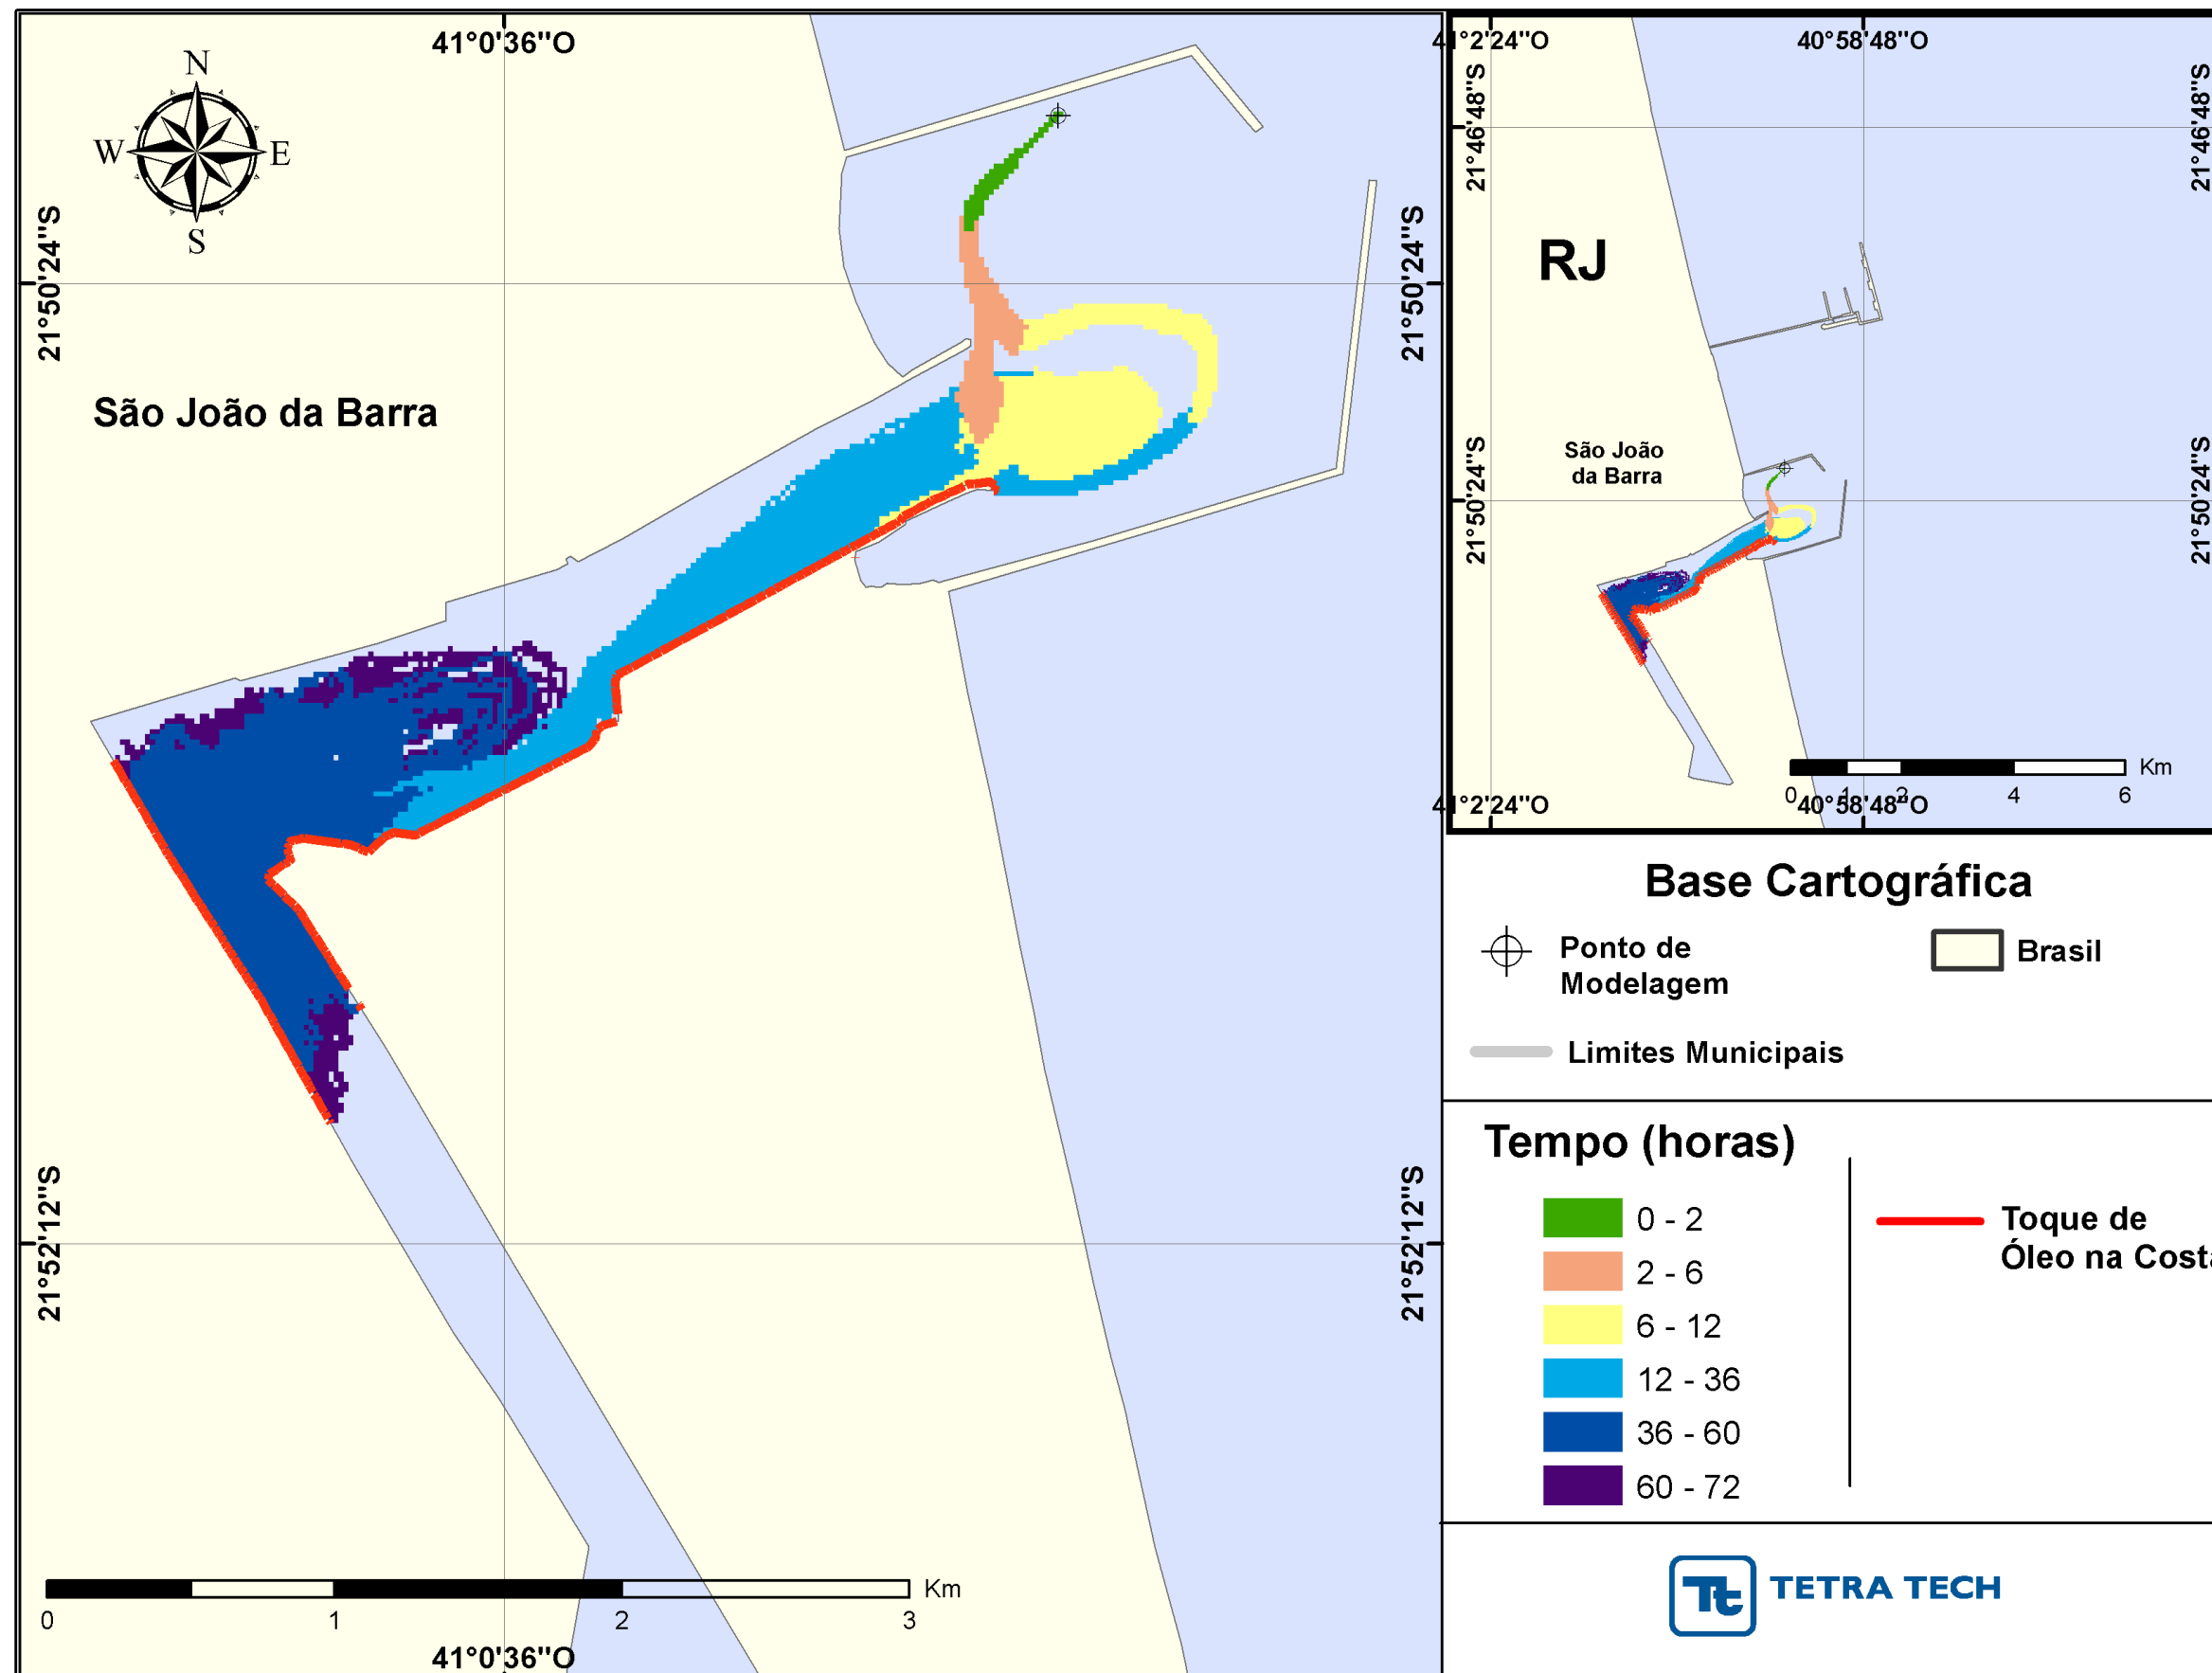 41°0'36"O
N
W
E
S
21°50'24"S
21°50'24"S
São João da Barra
21°52'12"S
21°52'12"S
Km
0
1
2
3
41°0'36"O
41°2'24"O
40°58'48"O
21°46'48"S
21°46'48"S
RJ
São João
da Barra
21°50'24"S
21°50'24"S
Km
0
4
6
41°2'24"O
40°58'48"O
Base Cartográfica
Ponto de
Modelagem
Brasil
Limites Municipais
Tempo (horas)
0 - 2
2 - 6
6 - 12
12 - 36
36 - 60
60 - 72
Toque de
Óleo na Costa
Tt
TETRA TECH